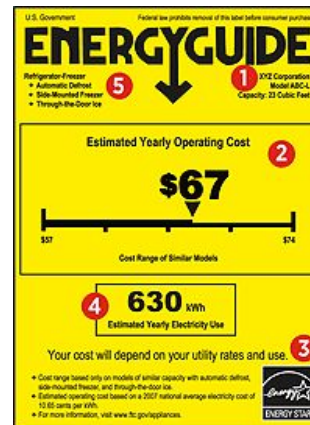 U.S. Government Federal law prohibits removal of this label before consumer purchase
ENERGYGUIDE
Refrigerator-Freezer
Automatic Defrost
Side-Mounted Freezer
Through-the-Door Ice
5
1
XYZ Corporation
Model ABC-L
Capacity: 23 Cubic Feet
Estimated Yearly Operating Cost
2
$67
$57 $74
Cost Range of Similar Models
4
630 kWh
Estimated Yearly Electricity Use
Your cost will depend on your utility rates and use.
3
Cost range based only on models of similar capacity with automatic defrost,
side-mounted freezer, and through-the-door ice.
Estimated operating cost based on a 2007 national average electricity cost of
10.65 cents per kWh.
For more information, visit www.ftc.gov/appliances.
energy
ENERGY STAR